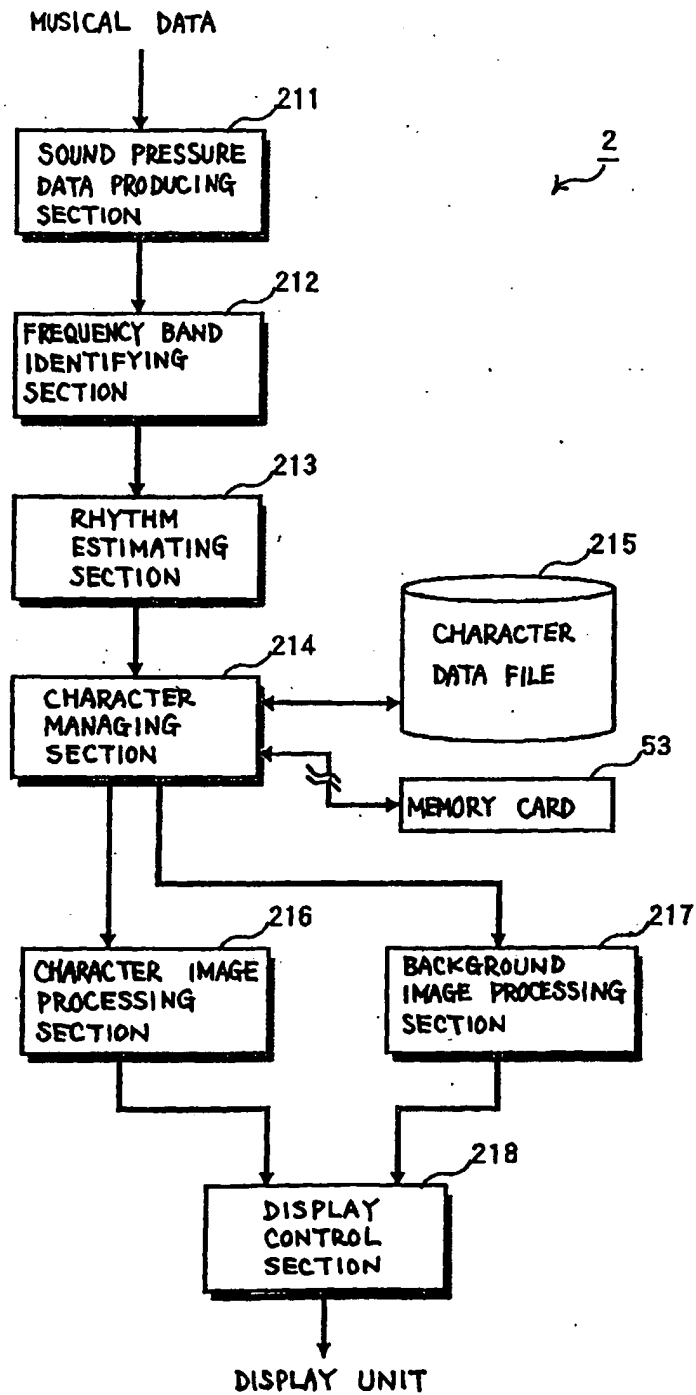 MUSICAL DATA
211
SOUND PRESSURE
DATA PRODUCING
SECTION
2
212
FREQUENCY BAND
IDENTIFYING
SECTION
213
RHYTHM
ESTIMATING
SECTION
215
CHARACTER
DATA FILE
214
CHARACTER
MANAGING
SECTION
53
MEMORY CARD
216
CHARACTER IMAGE
PROCESSING
SECTION
217
BACKGROUND
IMAGE PROCESSING
SECTION
218
DISPLAY
CONTROL
SECTION
DISPLAY UNIT